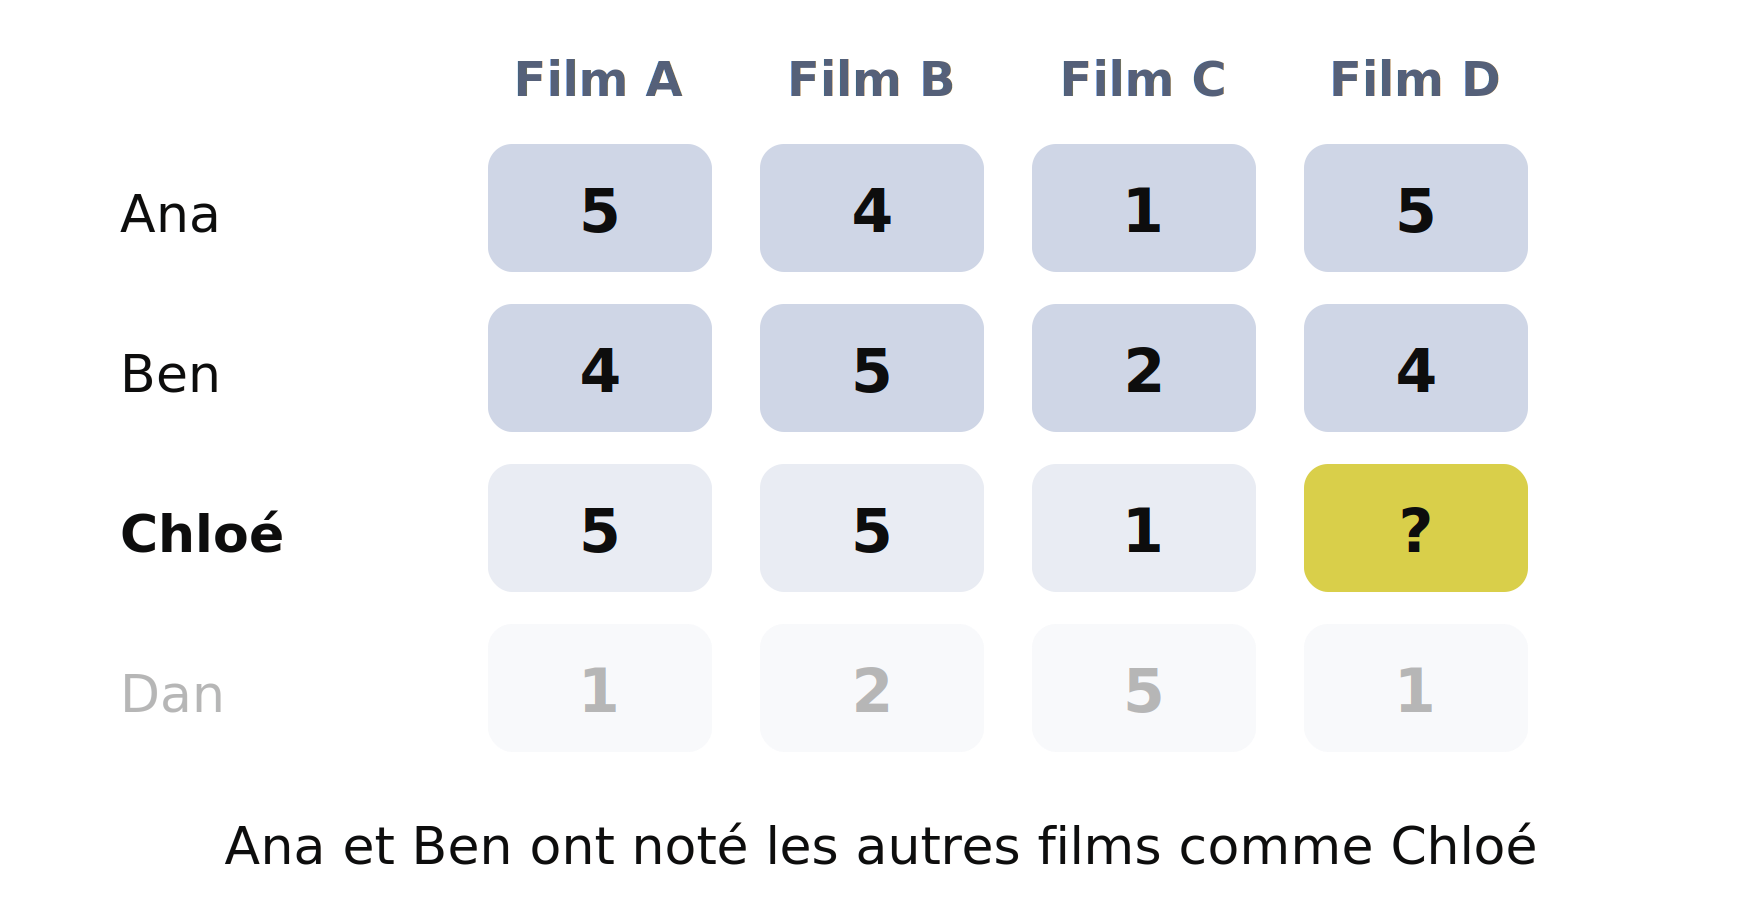 Film A Film B Film C Film D
Ana 5 4 1 5
Ben 4 5 2 4
Chloé 5 5 1 ?
Dan 1 2 5 1
Ana et Ben ont noté les autres films comme Chloé